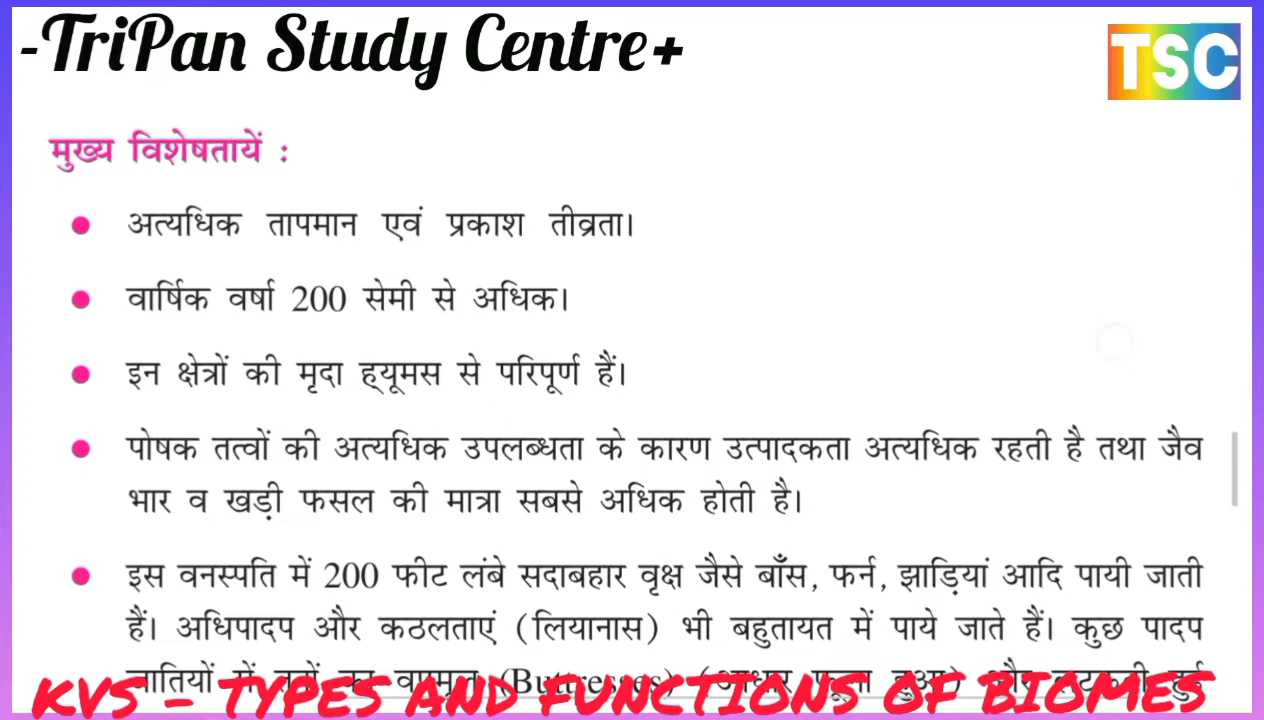 -TriPan Study Centre+
TSC
मुख्य विशेषतायें :
अत्यधिक तापमान एवं प्रकाश तीव्रता।
वार्षिक वर्षा 200 सेमी से अधिक।
इन क्षेत्रों की मृदा ह्यूमस से परिपूर्ण हैं।
पोषक तत्वों की अत्यधिक उपलब्धता के कारण उत्पादकता अत्यधिक रहती है तथा जैव
भार व खड़ी फसल की मात्रा सबसे अधिक होती है।
इस वनस्पति में 200 फीट लंबे सदाबहार वृक्ष जैसे बाँस, फर्न, झाड़ियां आदि पायी जाती
हैं। अधिपादप और कठलताएं (लियानास) भी बहुतायत में पाये जाते हैं। कुछ पादप
जातियों में (Buttresses) और
KVS - TYPES AND FUNCTIONS OF BIOMES